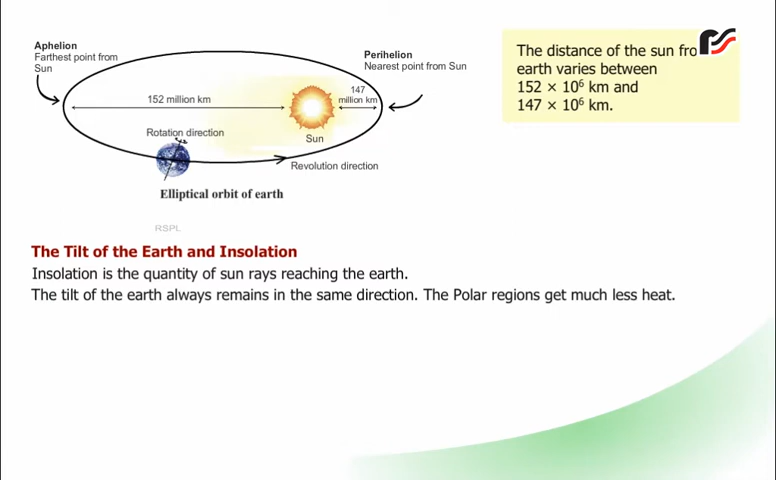 Aphelion
Farthest point from
Sun
Perihelion
Nearest point from Sun
152 million km
147
million km
Rotation direction
Sun
Revolution direction
Elliptical orbit of earth
The distance of the sun fro
earth varies between
152 × 10⁶ km and
147 × 10⁶ km.
RSPL
The Tilt of the Earth and Insolation
Insolation is the quantity of sun rays reaching the earth.
The tilt of the earth always remains in the same direction. The Polar regions get much less heat.